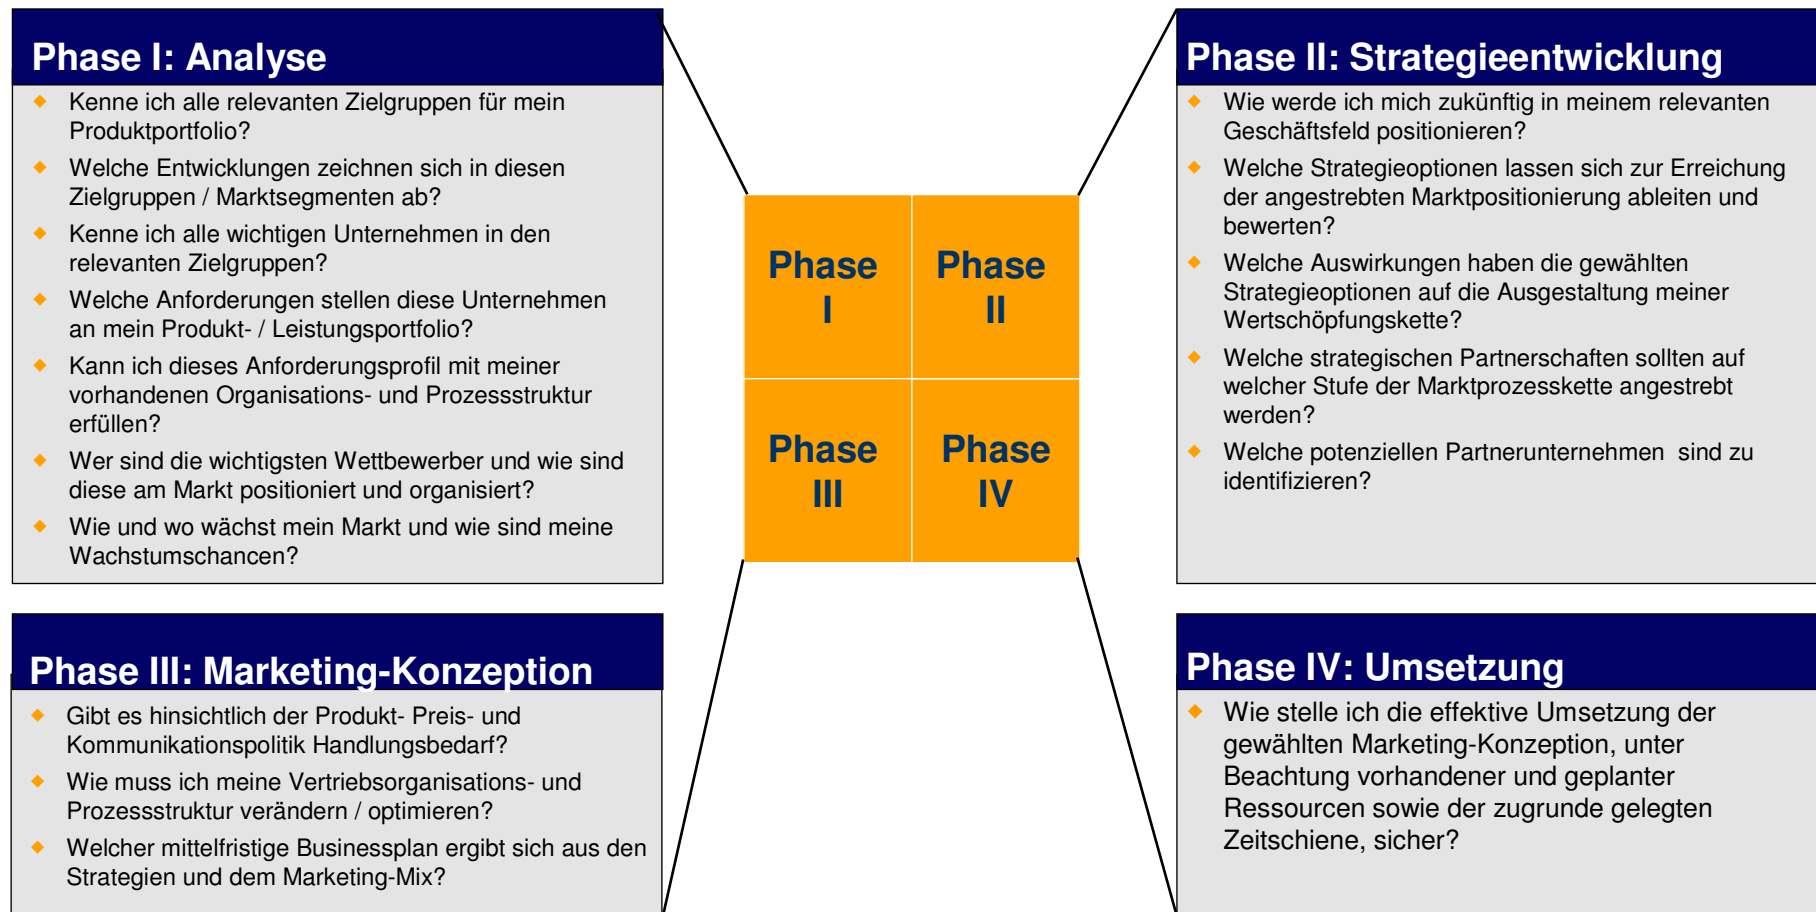 Phase I: Analyse
Kenne ich alle relevanten Zielgruppen für mein
Produktportfolio?
Welche Entwicklungen zeichnen sich in diesen
Zielgruppen / Marktsegmenten ab?
Kenne ich alle wichtigen Unternehmen in den
relevanten Zielgruppen?
Welche Anforderungen stellen diese Unternehmen
an mein Produkt- / Leistungsportfolio?
Kann ich dieses Anforderungsprofil mit meiner
vorhandenen Organisations- und Prozessstruktur
erfüllen?
Wer sind die wichtigsten Wettbewerber und wie sind
diese am Markt positioniert und organisiert?
Wie und wo wächst mein Markt und wie sind meine
Wachstumschancen?
Phase
I
Phase
II
Phase
III
Phase
IV
Phase II: Strategieentwicklung
Wie werde ich mich zukünftig in meinem relevanten
Geschäftsfeld positionieren?
Welche Strategieoptionen lassen sich zur Erreichung
der angestrebten Marktpositionierung ableiten und
bewerten?
Welche Auswirkungen haben die gewählten
Strategieoptionen auf die Ausgestaltung meiner
Wertschöpfungskette?
Welche strategischen Partnerschaften sollten auf
welcher Stufe der Marktprozesskette angestrebt
werden?
Welche potenziellen Partnerunternehmen  sind zu
identifizieren?
Phase III: Marketing-Konzeption
Gibt es hinsichtlich der Produkt- Preis- und
Kommunikationspolitik Handlungsbedarf?
Wie muss ich meine Vertriebsorganisations- und
Prozessstruktur verändern / optimieren?
Welcher mittelfristige Businessplan ergibt sich aus den
Strategien und dem Marketing-Mix?
Phase IV: Umsetzung
Wie stelle ich die effektive Umsetzung der
gewählten Marketing-Konzeption, unter
Beachtung vorhandener und geplanter
Ressourcen sowie der zugrunde gelegten
Zeitschiene, sicher?